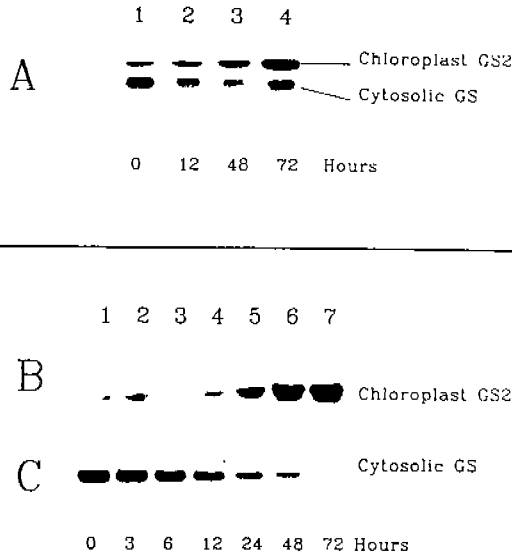 1 2 3 4
A
Chloroplast GS2
Cytosolic GS
0 12 48 72 Hours
1 2 3 4 5 6 7
B
Chloroplast GS2
C
Cytosolic GS
0 3 6 12 24 48 72 Hours